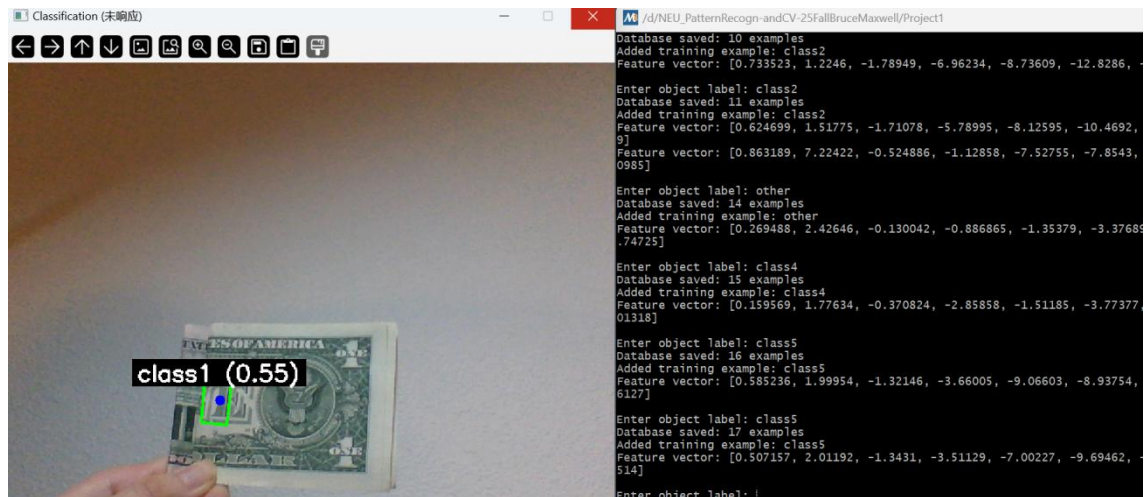 Classification (未响应)
class1 (0.55)
ES OF AMERICA
ONE
1
1
LLAR
/d/NEU_PatternRecogn-andCV-25FallBruceMaxwell/Project1
Database saved: 10 examples
Added training example: class2
Feature vector: [0.733523, 1.2246, -1.78949, -6.96234, -8.73609, -12.8286, -
Enter object label: class2
Database saved: 11 examples
Added training example: class2
Feature vector: [0.624699, 1.51775, -1.71078, -5.78995, -8.12595, -10.4692,
9]
Feature vector: [0.863189, 7.22422, -0.524886, -1.12858, -7.52755, -7.8543,
0985]
Enter object label: other
Database saved: 14 examples
Added training example: other
Feature vector: [0.269488, 2.42646, -0.130042, -0.886865, -1.35379, -3.37689
.74725]
Enter object label: class4
Database saved: 15 examples
Added training example: class4
Feature vector: [0.159569, 1.77634, -0.370824, -2.85858, -1.51185, -3.77377,
01318]
Enter object label: class5
Database saved: 16 examples
Added training example: class5
Feature vector: [0.585236, 1.99954, -1.32146, -3.66005, -9.06603, -8.93754,
6127]
Enter object label: class5
Database saved: 17 examples
Added training example: class5
Feature vector: [0.507157, 2.01192, -1.3431, -3.51129, -7.00227, -9.69462, -
514]
Enter object label: